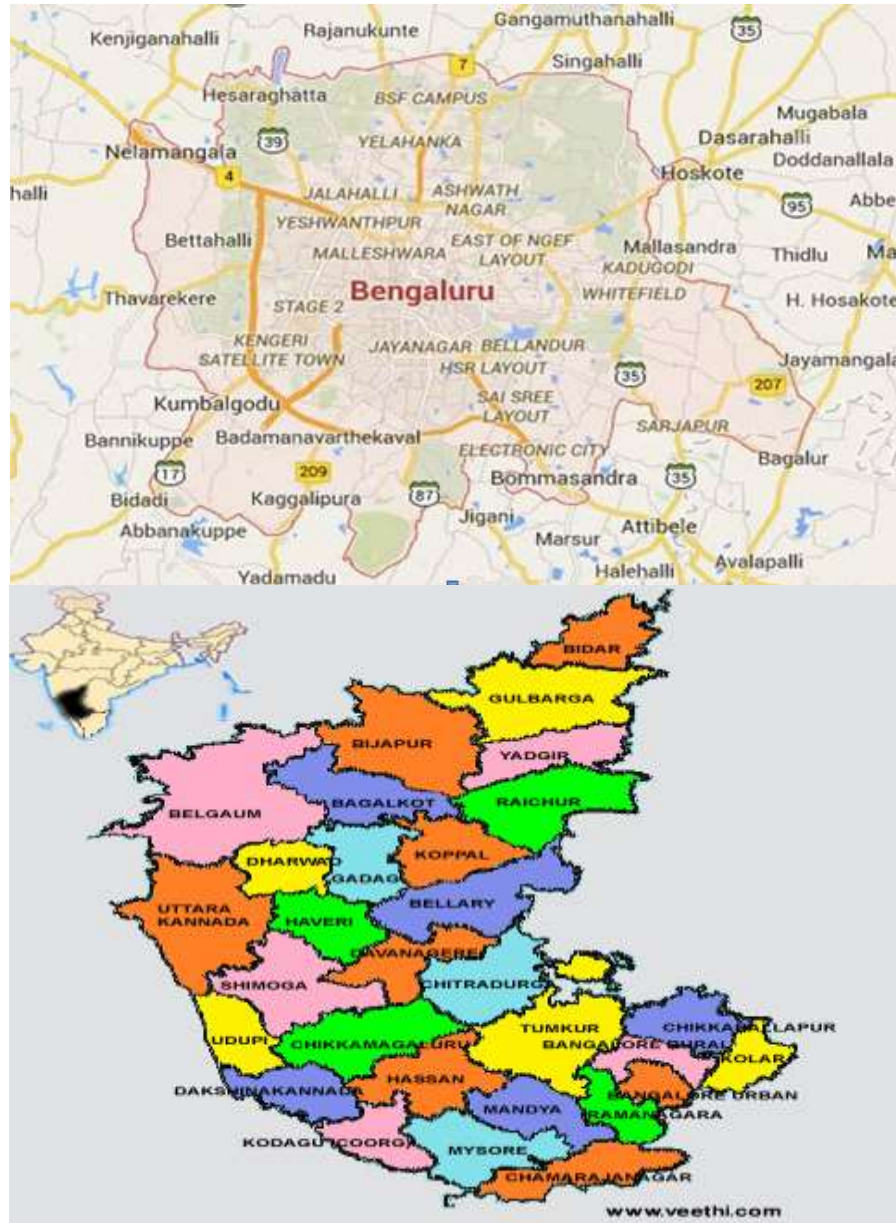 Gangamuthanahalli
Rajanukunte
35
Kenjiganahalli
7
Singahalli
Hesaraghatta
BSF CAMPUS
Mugabala
39
YELAHANKA
Dasarahalli
Nelamangala
Doddanallala
4
Hoskote
halli
JALAHALLI
ASHWATH
NAGAR
95
Abbe
YESHWANTHPUR
Bettahalli
MALLESHWARA
EAST OF NGEF
LAYOUT
Mallasandra
Thidlu
Ma
KADUGODI
WHITEFIELD
Thavarekere
STAGE 2
Bengaluru
H. Hosakote
KENGERI
SATELLITE TOWN
JAYANAGAR
BELLANDUR
HSR LAYOUT
Jayamangala
35
207
Kumbalgodu
SAI SREE
LAYOUT
SARJAPUR
Bannikuppe
Badamanavarthekaval
ELECTRONIC CITY
Bagalur
17
209
Bommasandra
35
Bidadi
Kaggalipura
87
Jigani
Attibele
Abbanakuppe
Marsur
Avalapalli
Yadamadu
Halehalli
BIDAR
GULBARGA
BIJAPUR
YADGIR
BELGAUM
BAGALKOT
RAICHUR
DHARWAD
GADAG
KOPPAL
UTTARA
KANNADA
HAVERI
BELLARY
DAVANAGERE
SHIMOGA
CHITRADURG
UDUPI
CHIKKAMAGALURU
TUMKUR
CHIKKABALLAPUR
BANGALORE RURAL
KOLAR
DAKSHINAKANNADA
HASSAN
MANDYA
BANGALORE URBAN
RAMANAGARA
KODAGU (COORG)
MYSORE
CHAMARAJANAGAR
www.veethi.com